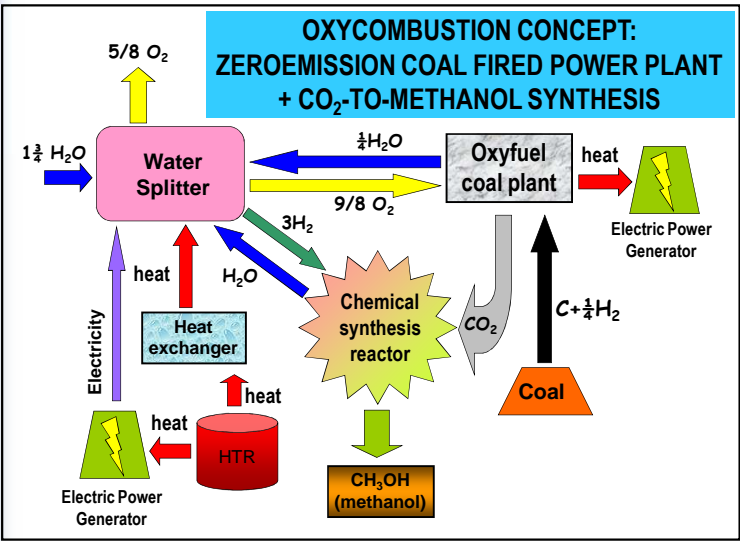 OXYCOMBUSTION CONCEPT:
ZEROEMISSION COAL FIRED POWER PLANT
+ CO₂-TO-METHANOL SYNTHESIS
5/8 O₂
1¾ H₂O
Water
Splitter
¼H₂O
9/8 O₂
Oxyfuel
coal plant
heat
Electric Power
Generator
3H₂
H₂O
heat
Electricity
Heat
exchanger
Chemical
synthesis
reactor
CO₂
C+¼H₂
Coal
heat
heat
HTR
Electric Power
Generator
CH₃OH
(methanol)